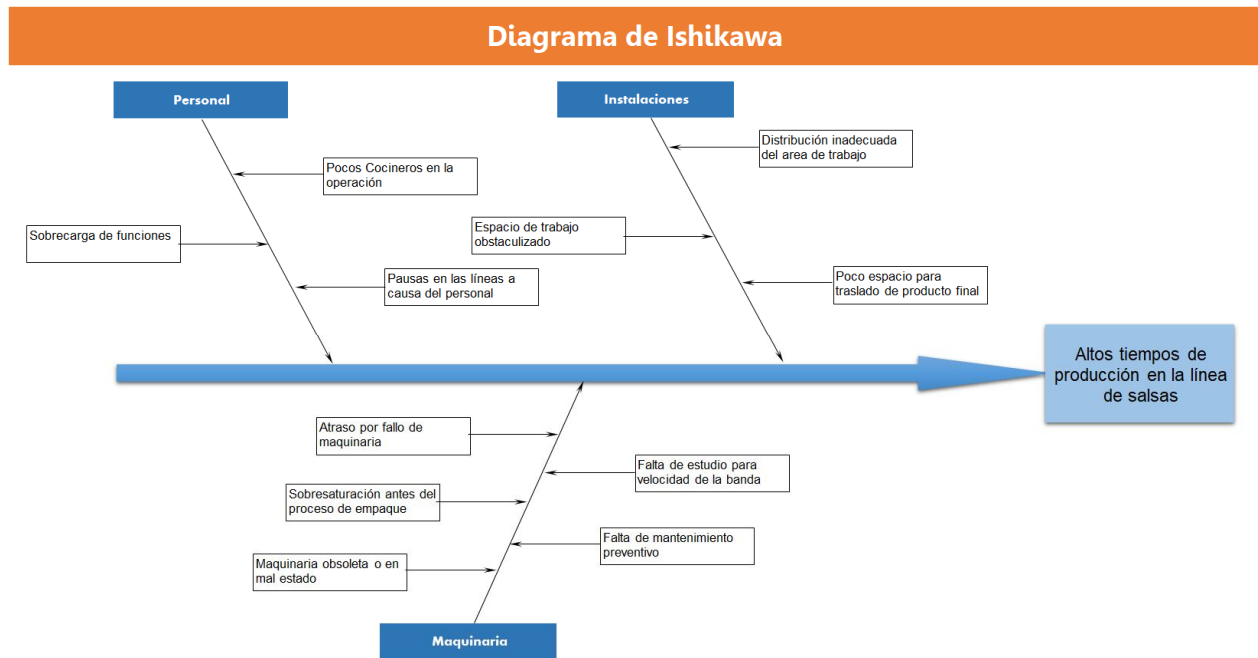 Diagrama de Ishikawa
Personal
Instalaciones
Distribución inadecuada
del area de trabajo
Pocos Cocineros en la
operación
Espacio de trabajo
obstaculizado
Sobrecarga de funciones
Pausas en las líneas a
causa del personal
Poco espacio para
traslado de producto final
Altos tiempos de
producción en la línea
de salsas
Atraso por fallo de
maquinaria
Falta de estudio para
velocidad de la banda
Sobresaturación antes del
proceso de empaque
Falta de mantenimiento
preventivo
Maquinaria obsoleta o en
mal estado
Maquinaria